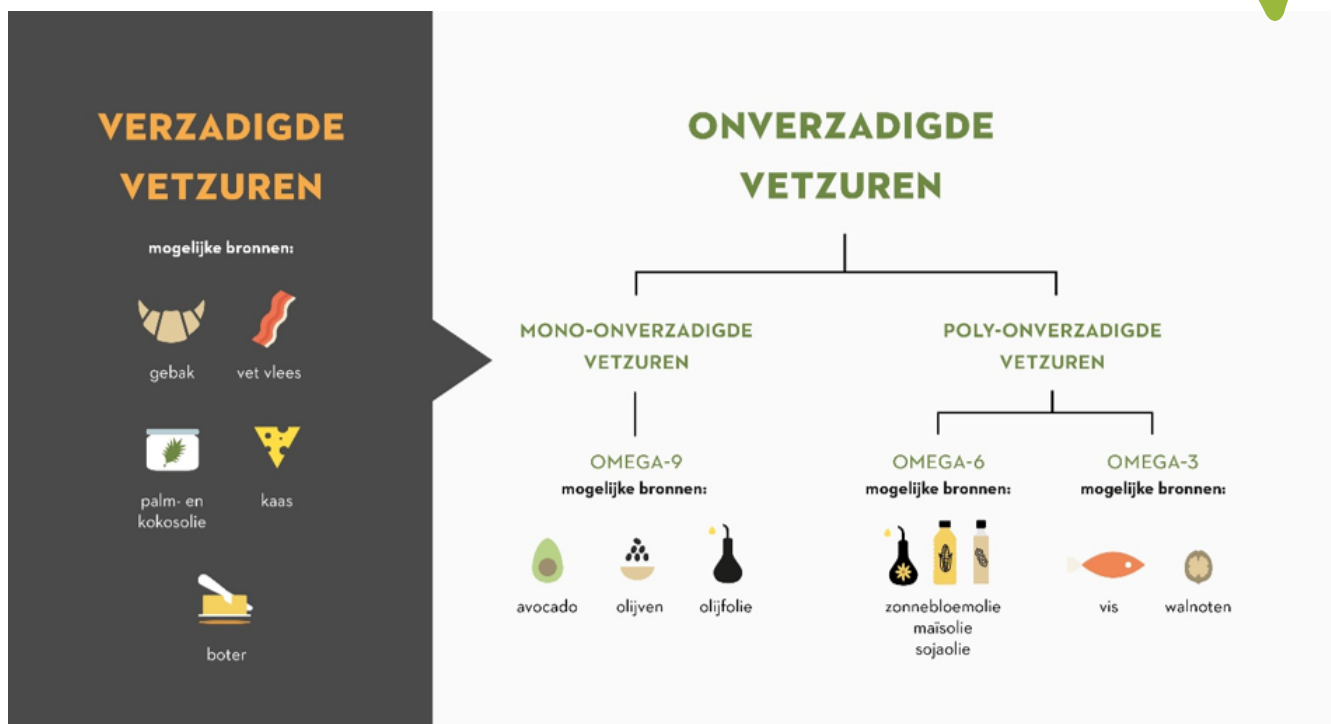 VERZADIGDE
VETZUREN
mogelijke bronnen:
gebak
vet vlees
palm- en
kokosolie
kaas
boter
ONVERZADIGDE
VETZUREN
MONO-ONVERZADIGDE
VETZUREN
OMEGA-9
mogelijke bronnen:
avocado
olijven
olijfolie
POLY-ONVERZADIGDE
VETZUREN
OMEGA-6
mogelijke bronnen:
zonnebloemolie
maïsolie
sojaolie
OMEGA-3
mogelijke bronnen:
vis
walnoten